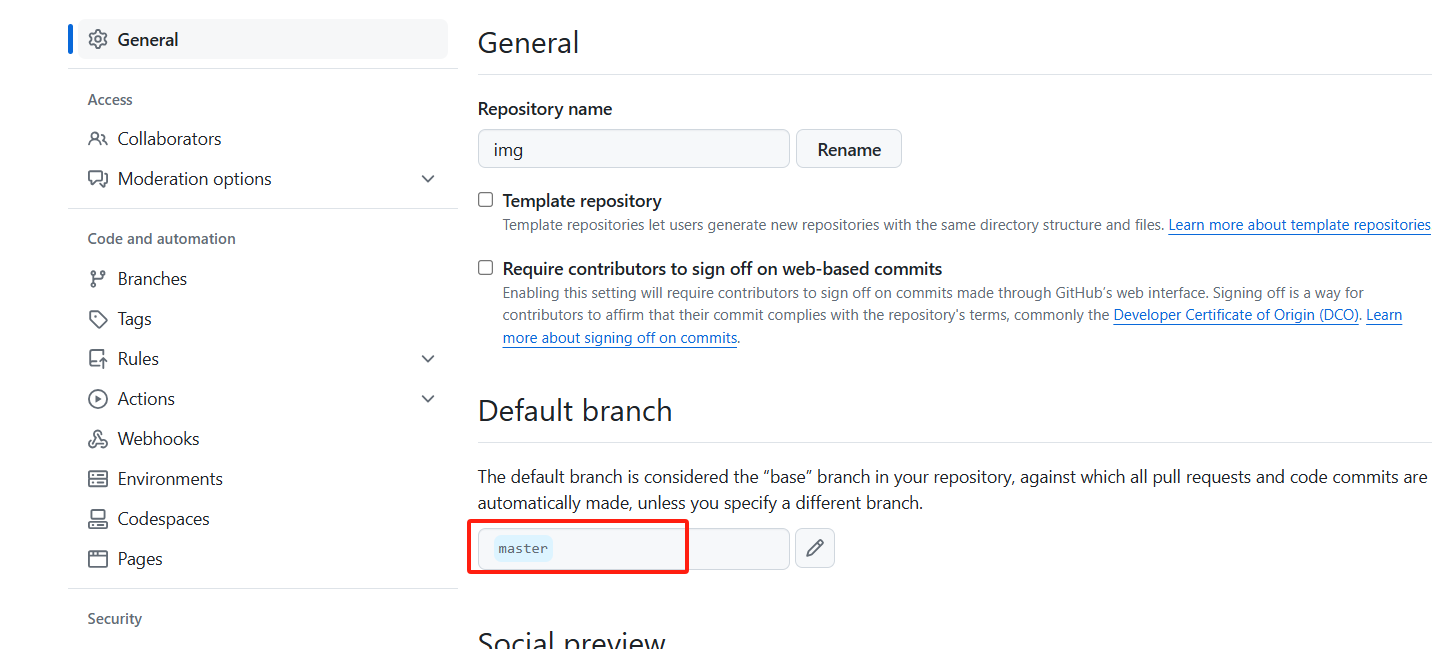 General
Access
Collaborators
Moderation options
Code and automation
Branches
Tags
Rules
Actions
Webhooks
Environments
Codespaces
Pages
Security
General
Repository name
img
Rename
Template repository
Template repositories let users generate new repositories with the same directory structure and files. Learn more about template repositories
Require contributors to sign off on web-based commits
Enabling this setting will require contributors to sign off on commits made through GitHub’s web interface. Signing off is a way for
contributors to affirm that their commit complies with the repository's terms, commonly the Developer Certificate of Origin (DCO). Learn
more about signing off on commits.
Default branch
The default branch is considered the “base” branch in your repository, against which all pull requests and code commits are
automatically made, unless you specify a different branch.
master
Social preview